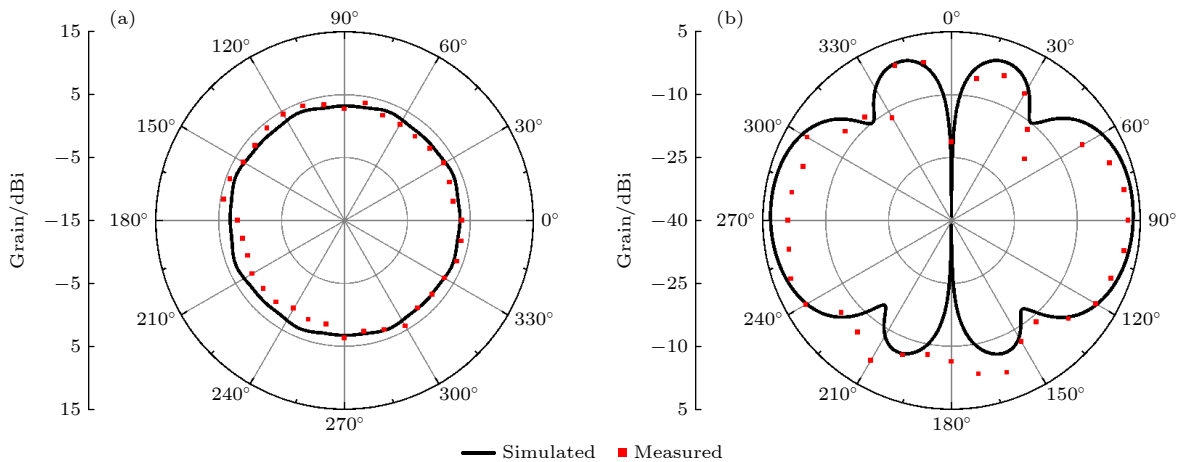 15 (a) 90° 5 (b) 0°
120° 60° 330° 30°
5 -10
150° 30° 300° 60°
−5 −25
Grain/dBi −15 180° 0° Grain/dBi −40 270° 90°
−5 −25
210° 330° 240° 120°
5 −10
240° 300° 210° 150°
15 270° 5 180°
Simulated Measured